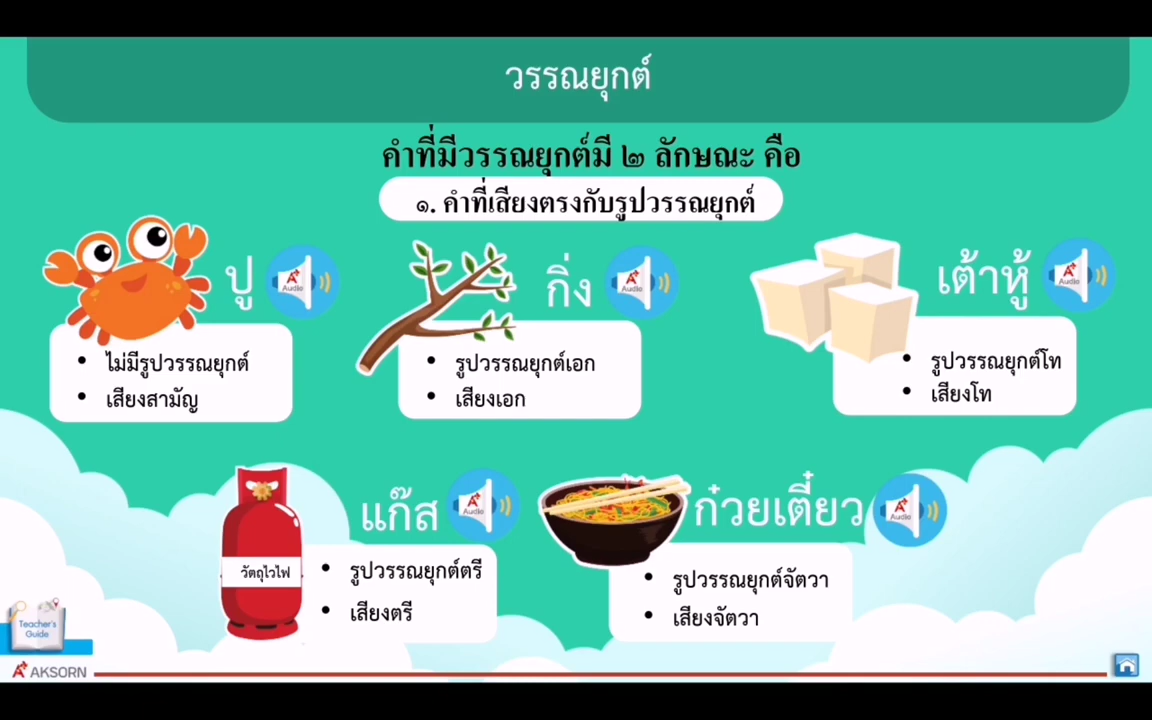 วรรณยุกต์
คำที่มีวรรณยุกต์มี ๒ ลักษณะ คือ
๑. คำที่เสียงตรงกับรูปวรรณยุกต์
ปู
Audio
• ไม่มีรูปวรรณยุกต์
• เสียงสามัญ
กิ่ง
Audio
• รูปวรรณยุกต์เอก
• เสียงเอก
เต้าหู้
Audio
• รูปวรรณยุกต์โท
• เสียงโท
แก๊ส
Audio
วัตถุไวไฟ
• รูปวรรณยุกต์ตรี
• เสียงตรี
ก๋วยเตี๋ยว
Audio
• รูปวรรณยุกต์จัตวา
• เสียงจัตวา
Teacher's
Guide
AKSORN